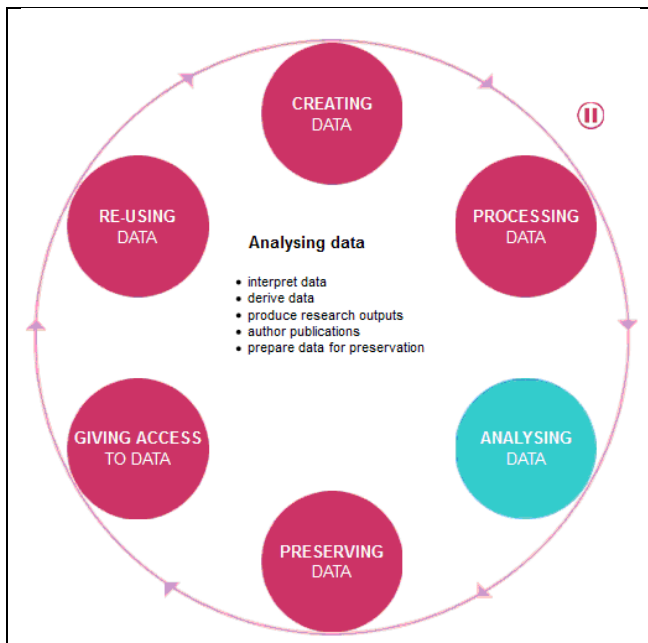 CREATING
DATA
PROCESSING
DATA
RE-USING
DATA
Analysing data
• interpret data
• derive data
• produce research outputs
• author publications
• prepare data for preservation
GIVING ACCESS
TO DATA
ANALYSING
DATA
PRESERVING
DATA